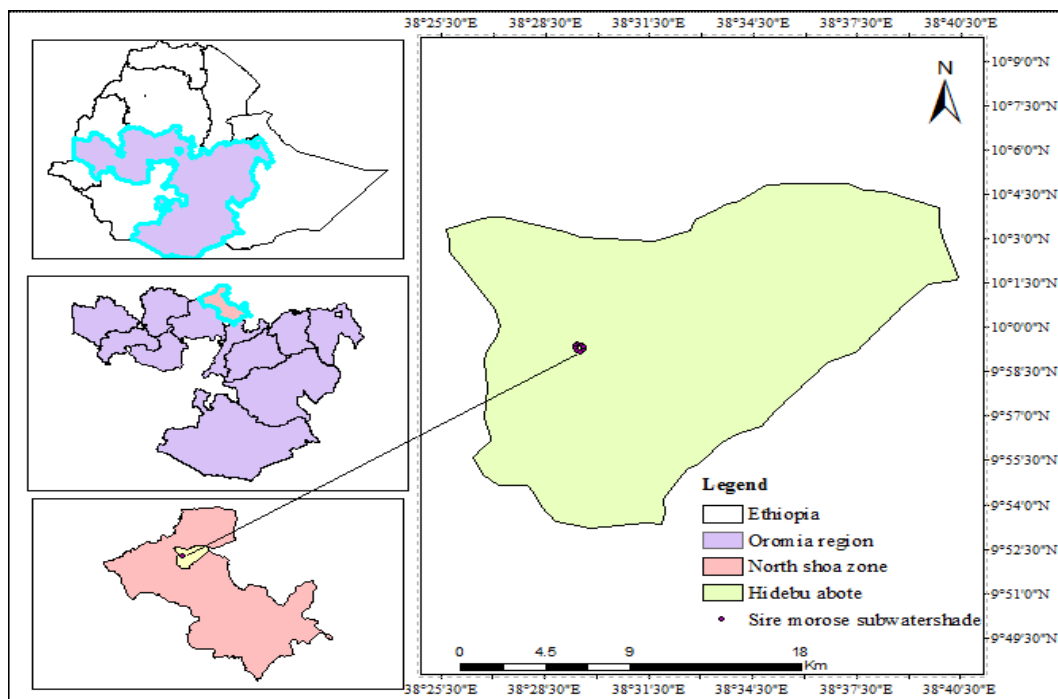 38°25'30"E 38°28'30"E 38°31'30"E 38°34'30"E 38°37'30"E 38°40'30"E
N
10°9'0"N
10°7'30"N
10°6'0"N
10°4'30"N
10°3'0"N
10°1'30"N
10°0'0"N
9°58'30"N
9°57'0"N
9°55'30"N
9°54'0"N
9°52'30"N
9°51'0"N
9°49'30"N
Legend
Ethiopia
Oromia region
North shoa zone
Hidebu abote
Sire morose subwatershade
0 4.5 9 18
Km
38°25'30"E 38°28'30"E 38°31'30"E 38°34'30"E 38°37'30"E 38°40'30"E